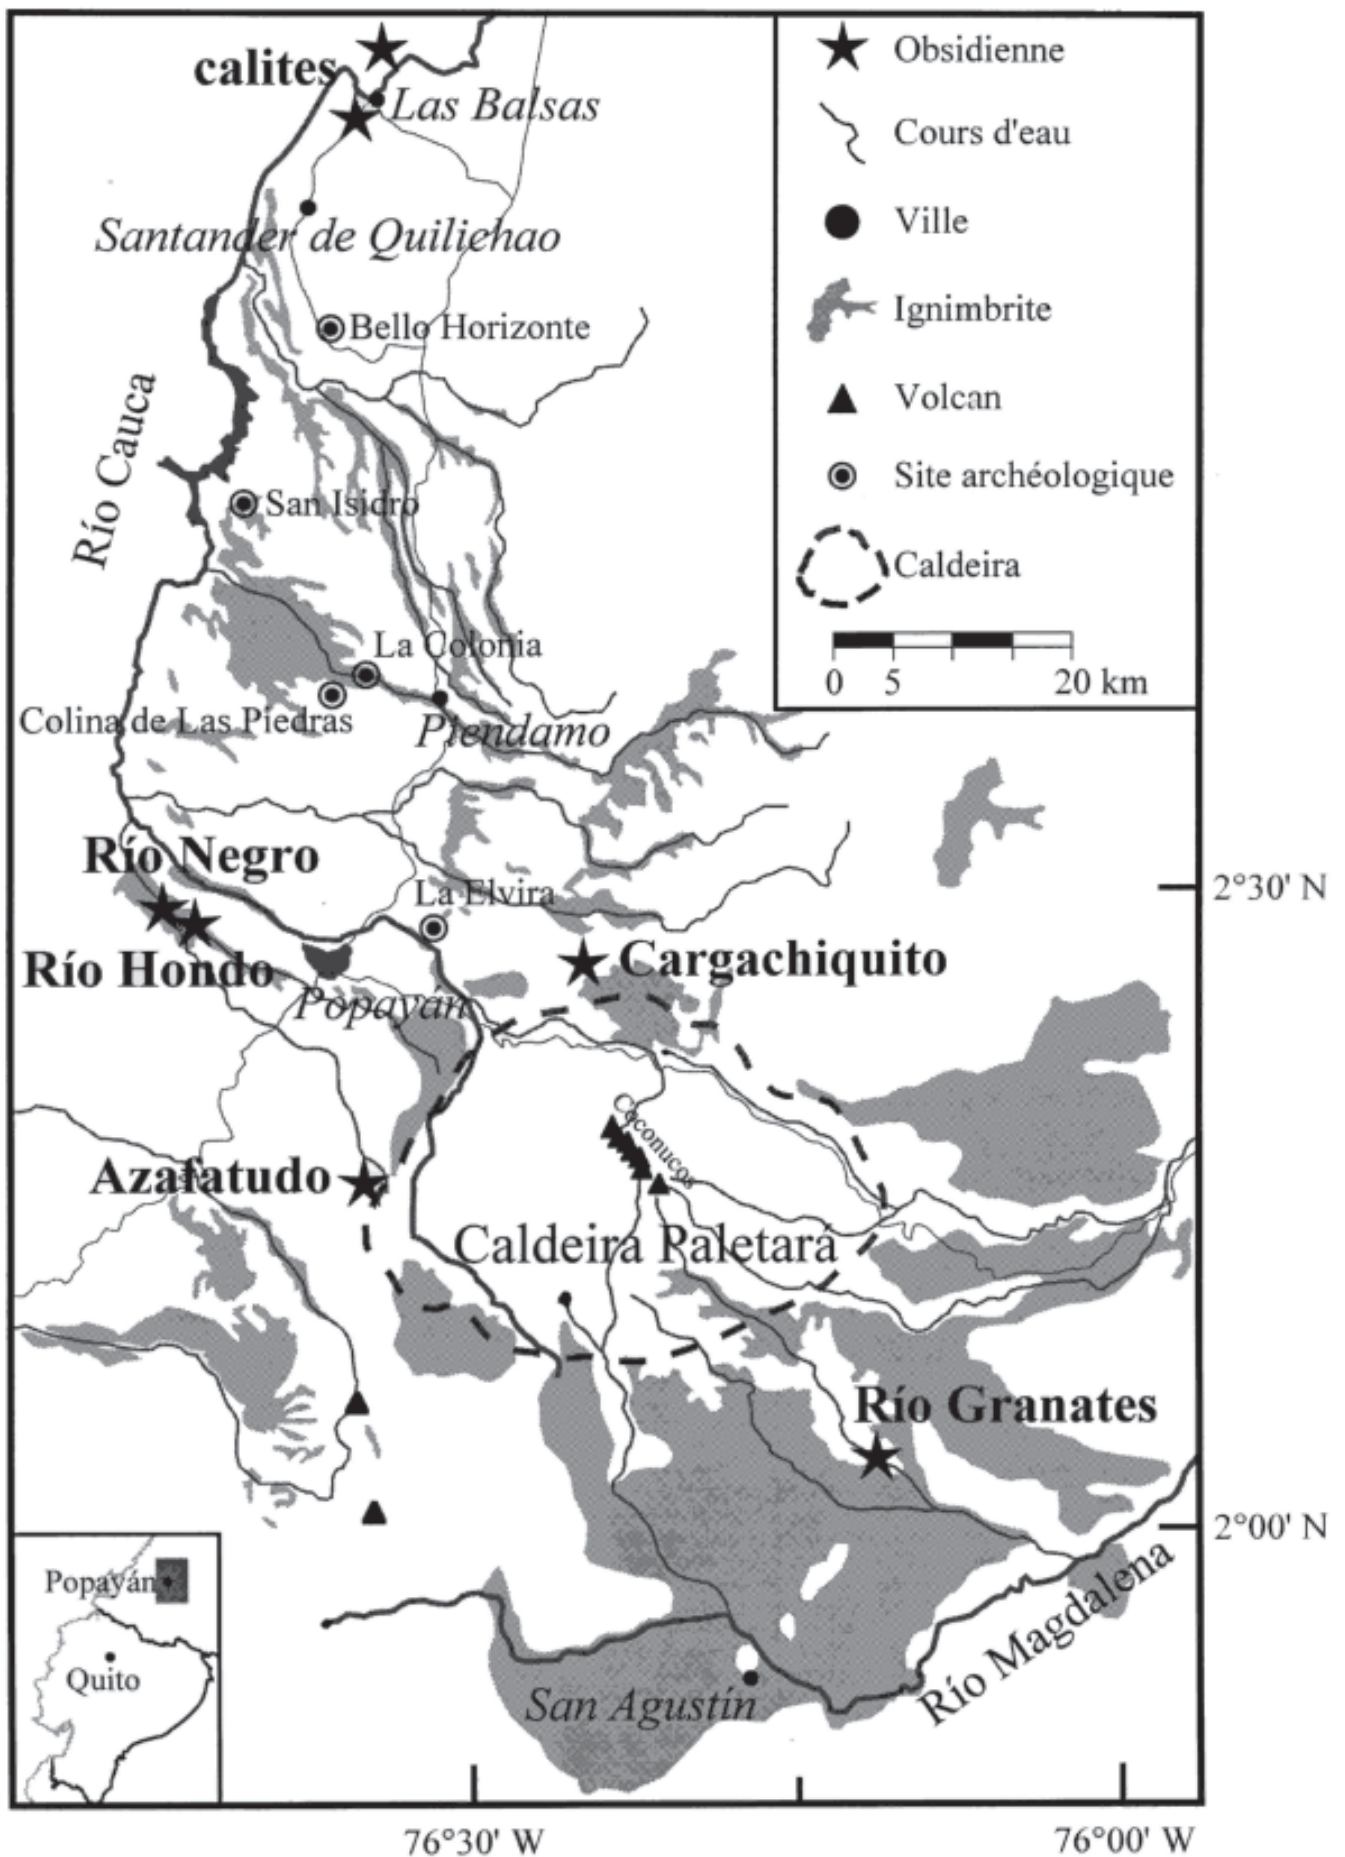 calites
Las Balsas
Santander de Quilichao
Bello Horizonte
Río Cauca
San Isidro
La Colonia
Colina de Las Piedras
Piendamo
Río Negro
La Elvira
Río Hondo
Cargachiquito
Popayán
Coconucos
Azafatudo
Caldeira Paletará
Río Granates
Río Magdalena
San Agustín
Obsidienne
Cours d'eau
Ville
Ignimbrite
Volcan
Site archéologique
Caldeira
0 5 20 km
2°30' N
2°00' N
Popayán
Quito
76°30' W
76°00' W